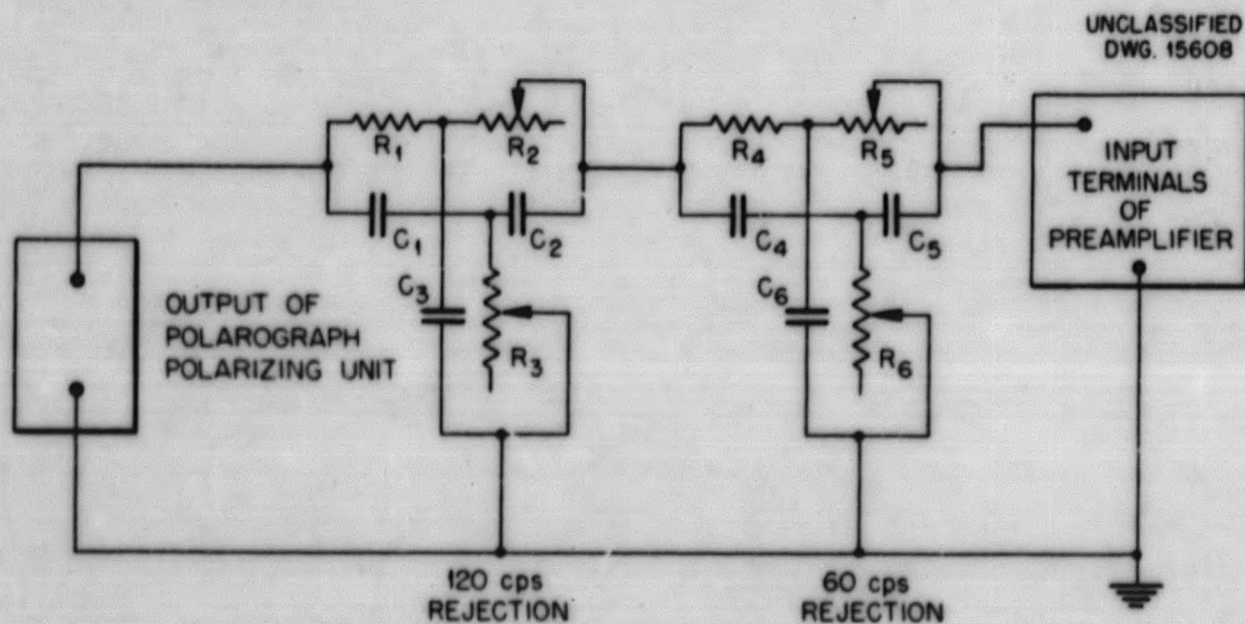 UNCLASSIFIED
DWG. 15608
R₁
R₂
R₄
R₅
INPUT
TERMINALS
OF
PREAMPLIFIER
C₁
C₂
C₄
C₅
C₃
C₆
OUTPUT OF
POLAROGRAPH
POLARIZING UNIT
R₃
R₆
120 cps
REJECTION
60 cps
REJECTION